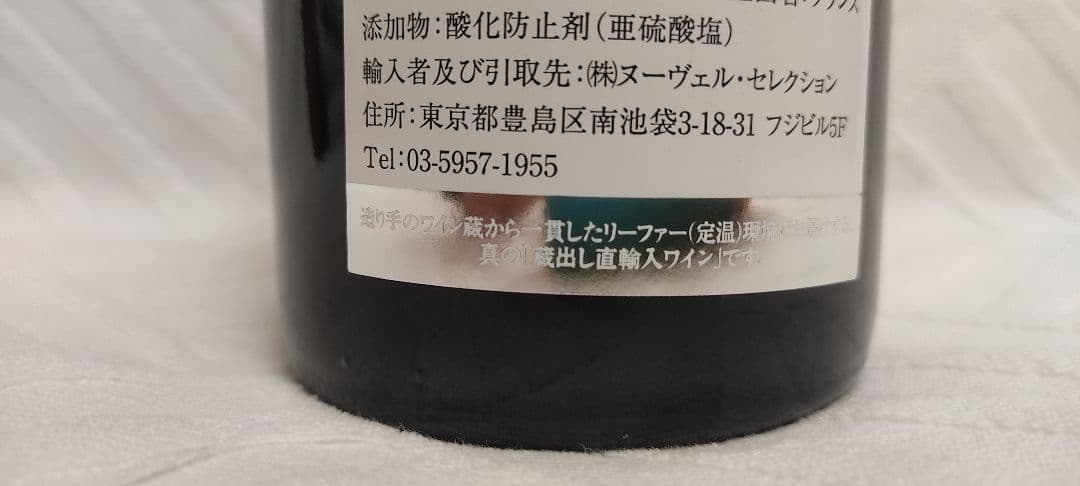 添加物：酸化防止剤（亜硫酸塩）
輸入者及び引取先：㈱ヌーヴェル・セレクション
住所：東京都豊島区南池袋3-18-31 フジビル5F
Tel：03-5957-1955
造り手のワイン蔵から一貫したリーファー(定温)環境
真の「蔵出し直輸入ワイン」です